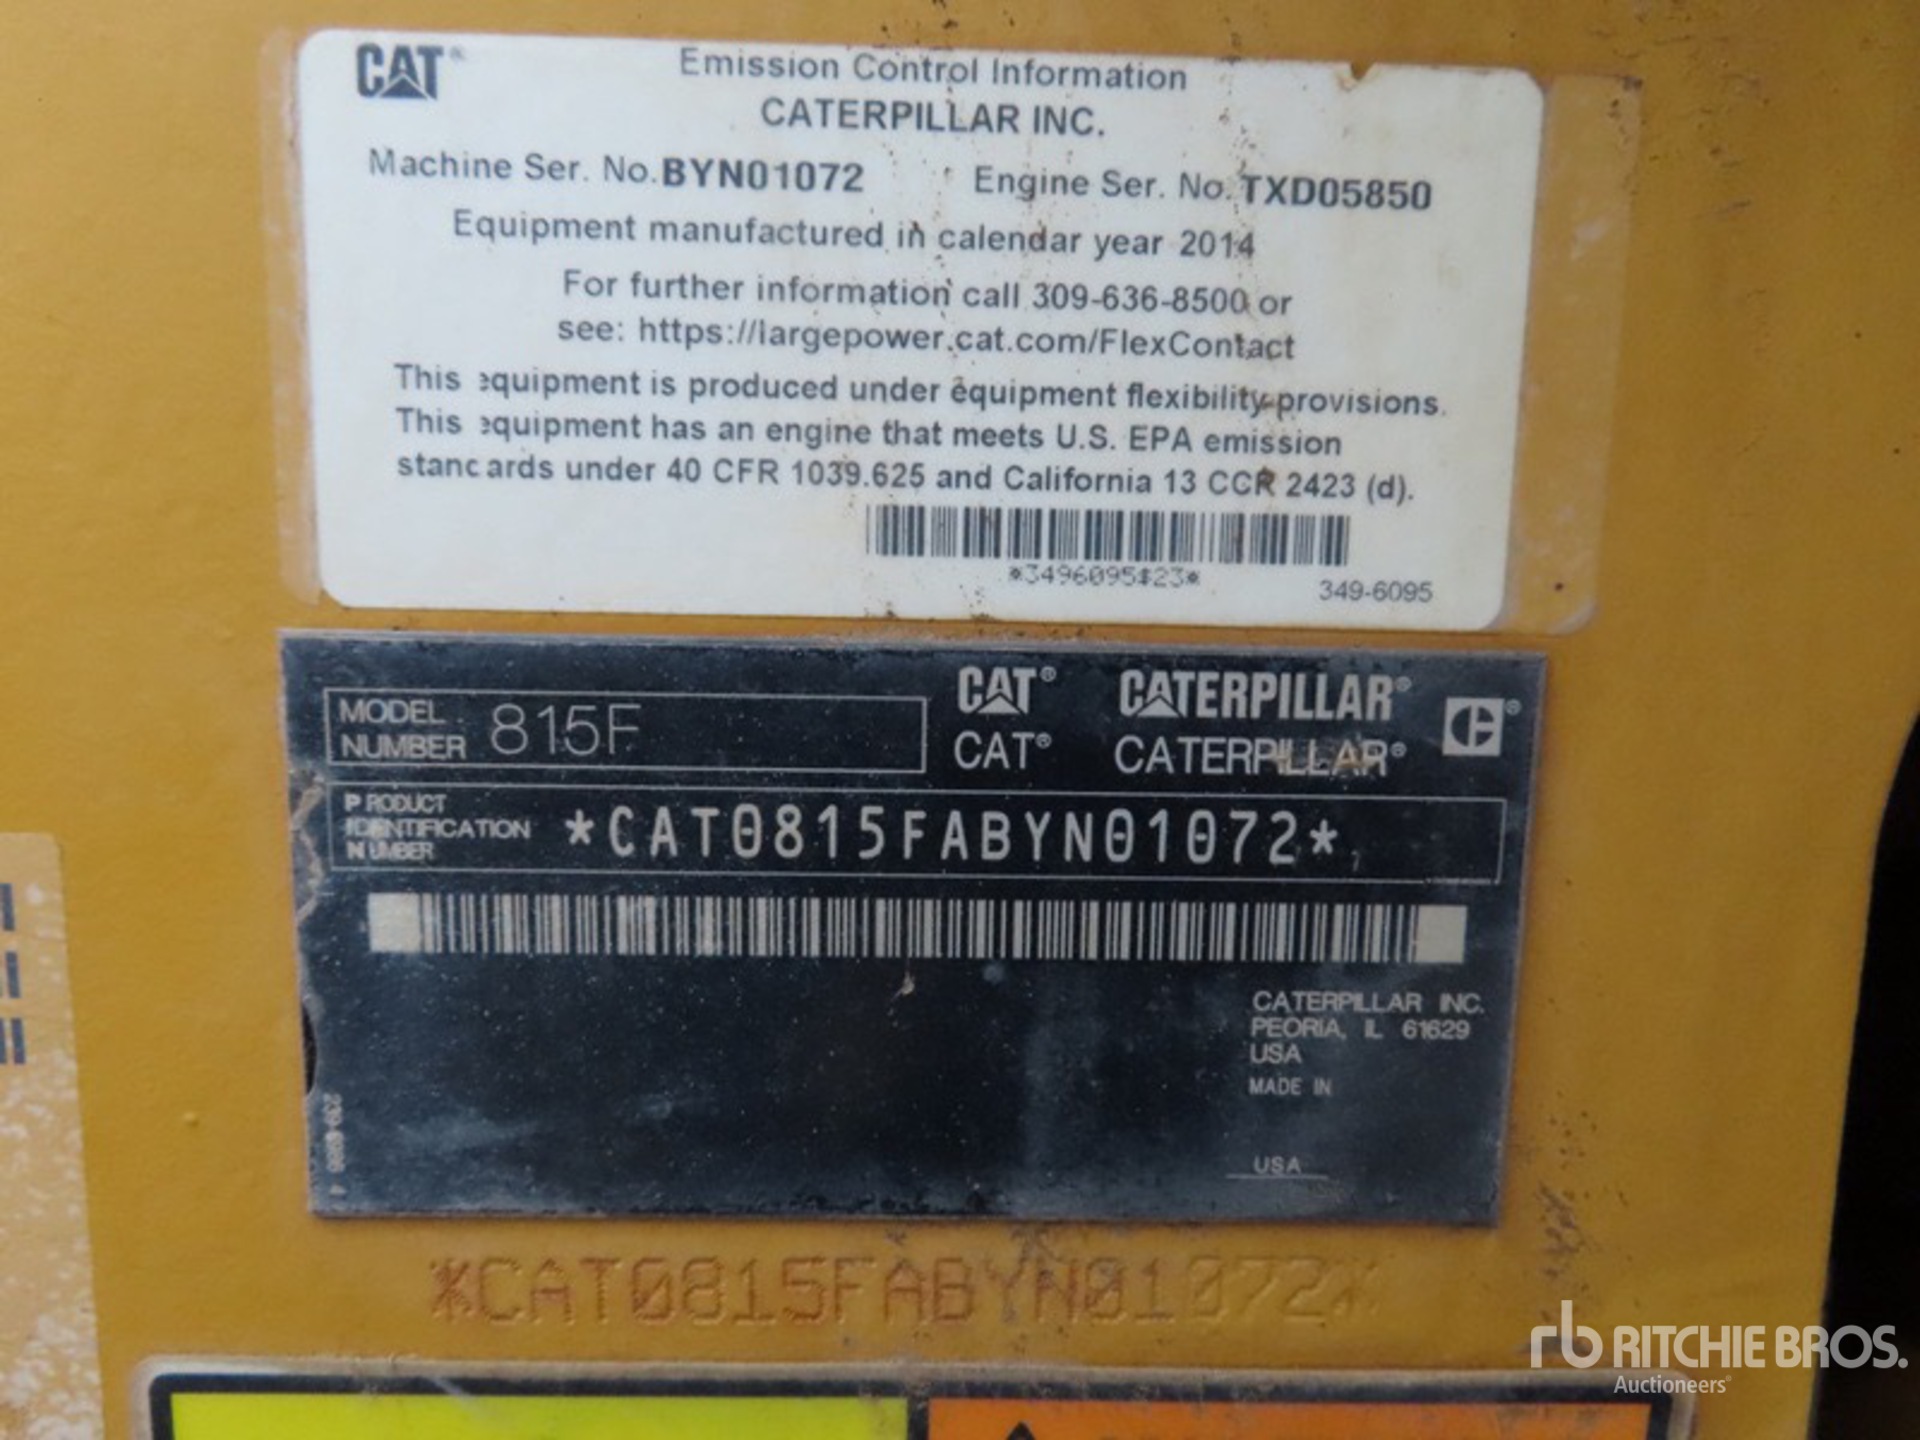 CAT®
Emission Control Information
CATERPILLAR INC.
Machine Ser. No. BYN01072 Engine Ser. No. TXD05850
Equipment manufactured in calendar year 2014
For further information call 309-636-8500 or
see: https://largepower.cat.com/FlexContact
This equipment is produced under equipment flexibility provisions.
This equipment has an engine that meets U.S. EPA emission
standards under 40 CFR 1039.625 and California 13 CCR 2423 (d).
*3496095$23*
349-6095
MODEL NUMBER 815F
CAT® CATERPILLAR®
CAT® CATERPILLAR®
PRODUCT IDENTIFICATION NUMBER *CAT0815FABYN01072*
CATERPILLAR INC.
PEORIA, IL 61629
USA
MADE IN
USA
*CAT0815FABYN01072*
rb RITCHIE BROS.
Auctioneers®